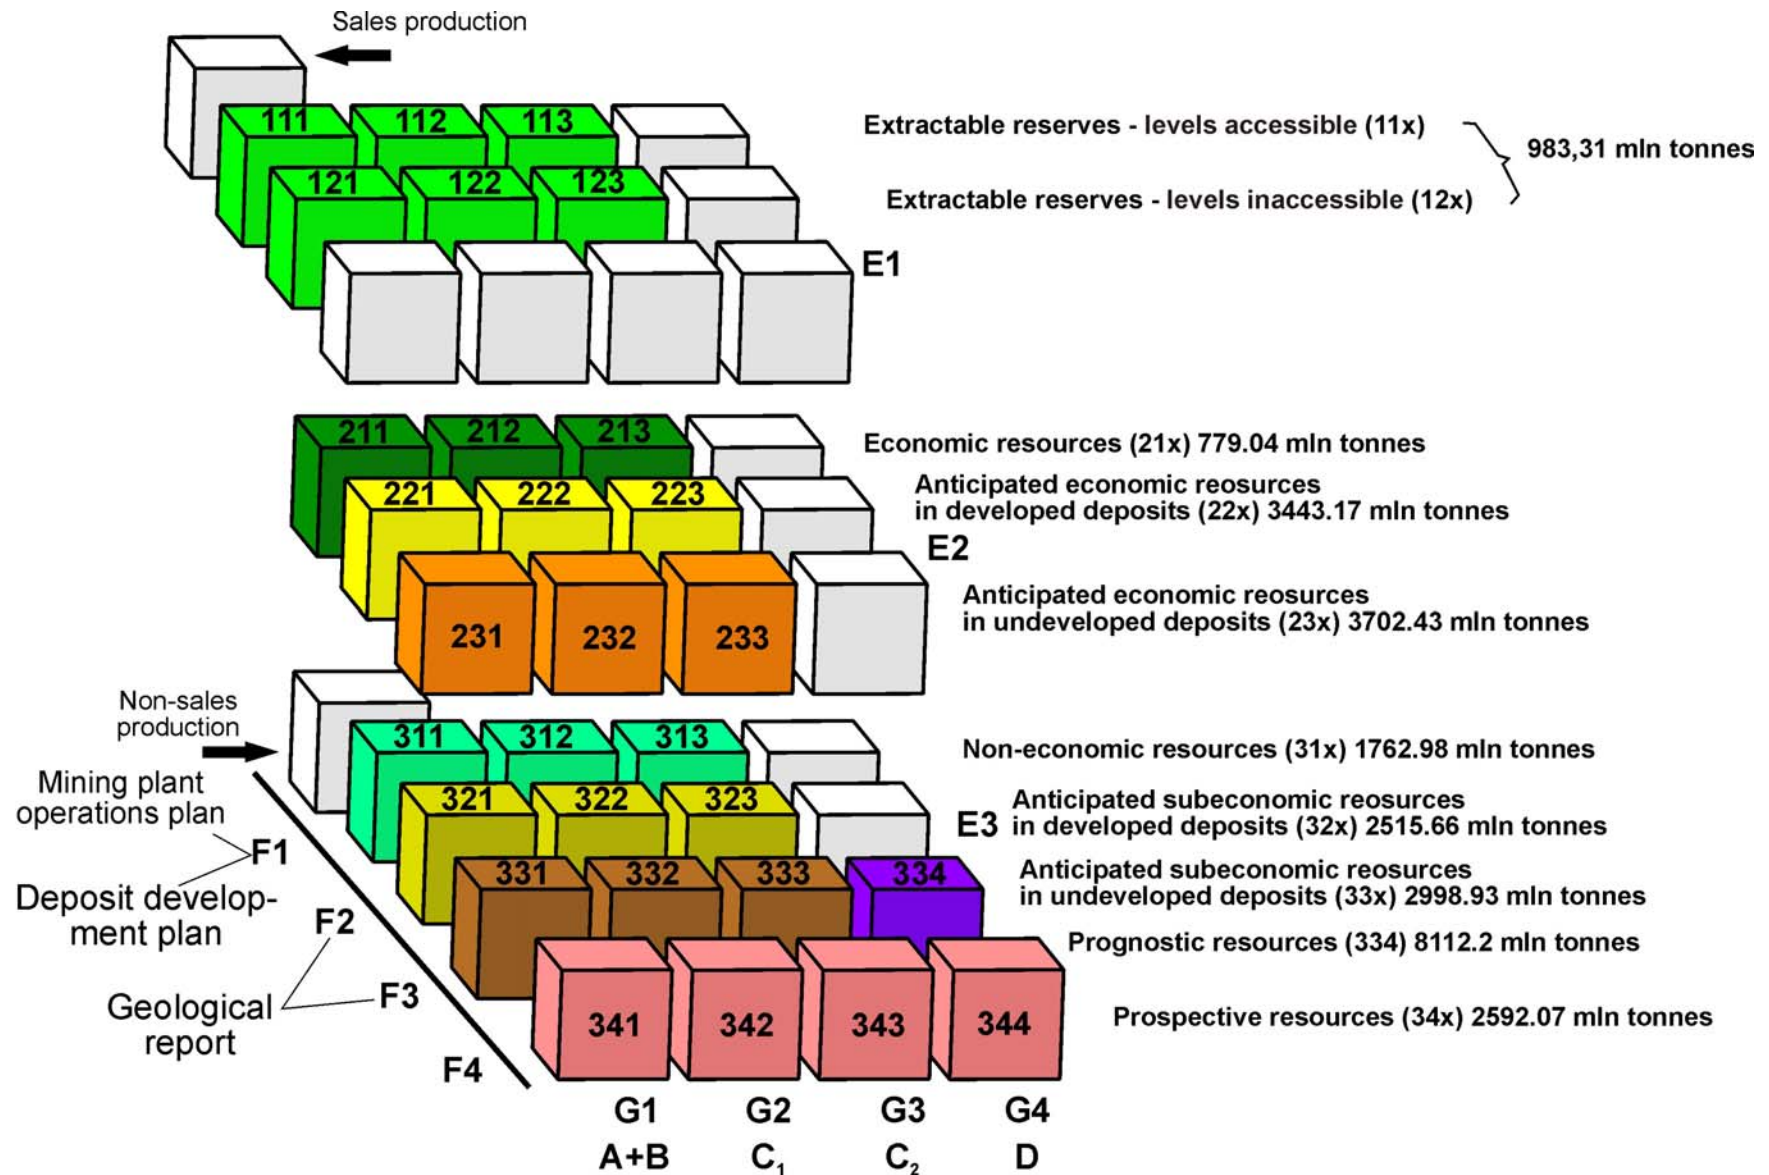 Sales production
111 112 113
Extractable reserves - levels accessible (11x)
983,31 mln tonnes
121 122 123
Extractable reserves - levels inaccessible (12x)
E1
211 212 213
Economic resources (21x) 779.04 mln tonnes
221 222 223
Anticipated economic reosurces
in developed deposits (22x) 3443.17 mln tonnes
E2
231 232 233
Anticipated economic reosurces
in undeveloped deposits (23x) 3702.43 mln tonnes
Non-sales
production
311 312 313
Non-economic resources (31x) 1762.98 mln tonnes
Mining plant
operations plan
321 322 323
E3
Anticipated subeconomic reosurces
in developed deposits (32x) 2515.66 mln tonnes
F1
331 332 333 334
Anticipated subeconomic reosurces
in undeveloped deposits (33x) 2998.93 mln tonnes
Deposit develop-
ment plan
F2
Prognostic resources (334) 8112.2 mln tonnes
Geological
report
F3
341 342 343 344
Prospective resources (34x) 2592.07 mln tonnes
F4
G1 G2 G3 G4
A+B C₁ C₂ D